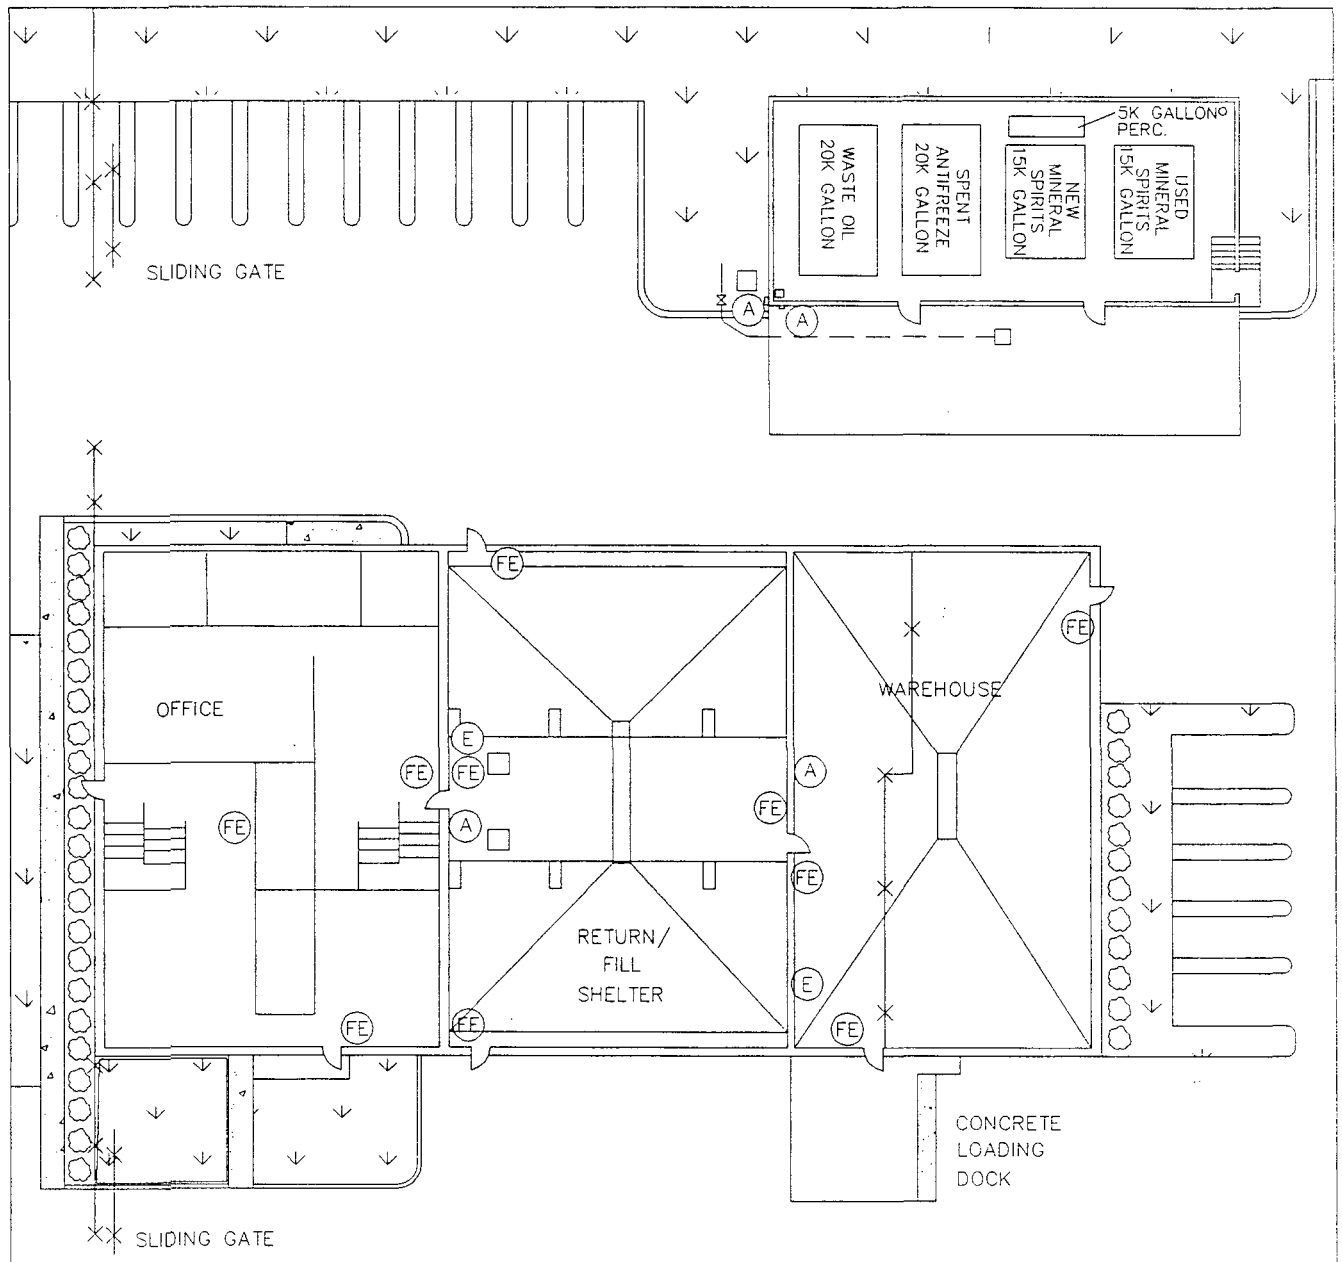 5K GALLON
PERC.
WASTE OIL
20K GALLON
SPENT
ANTIFREEZE
20K GALLON
NEW
MINERAL
SPIRITS
15K GALLON
USED
MINERAL
SPIRITS
15K GALLON
SLIDING GATE
A
A
FE
FE
WAREHOUSE
OFFICE
E
FE
FE
A
FE
A
FE
FE
RETURN/
FILL
SHELTER
E
FE
FE
FE
CONCRETE
LOADING
DOCK
SLIDING GATE